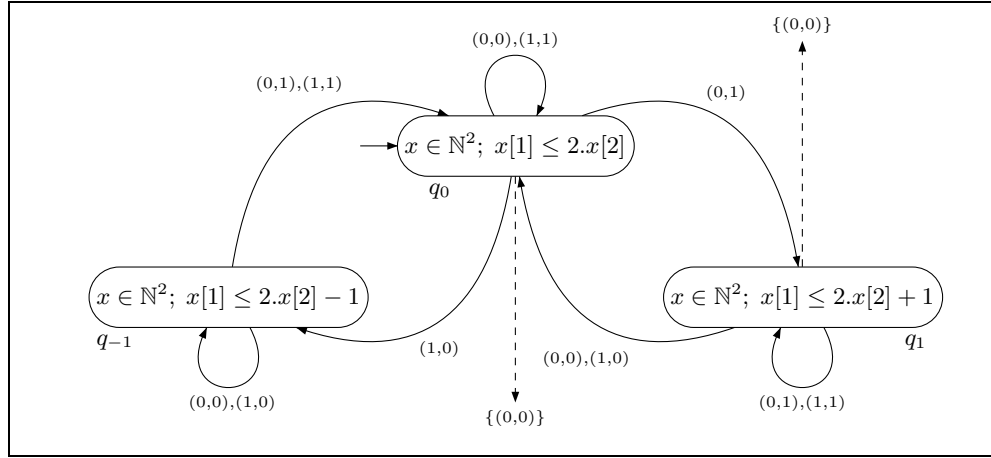 {(0,0)}
(0,0),(1,1)
(0,1),(1,1)
(0,1)
x ∈ ℕ²; x[1] ≤ 2.x[2]
q₀
x ∈ ℕ²; x[1] ≤ 2.x[2] − 1
x ∈ ℕ²; x[1] ≤ 2.x[2] + 1
q₋₁
q₁
(1,0)
(0,0),(1,0)
(0,0),(1,0)
(0,1),(1,1)
{(0,0)}